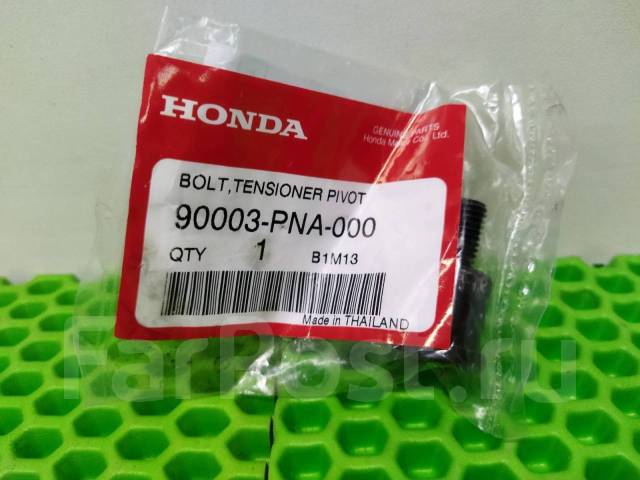 HONDA
GENUINE PARTS
Honda Motor Co., Ltd.
BOLT,TENSIONER PIVOT
90003-PNA-000
QTY 1 B1M13
Made in THAILAND
FarPost.ru